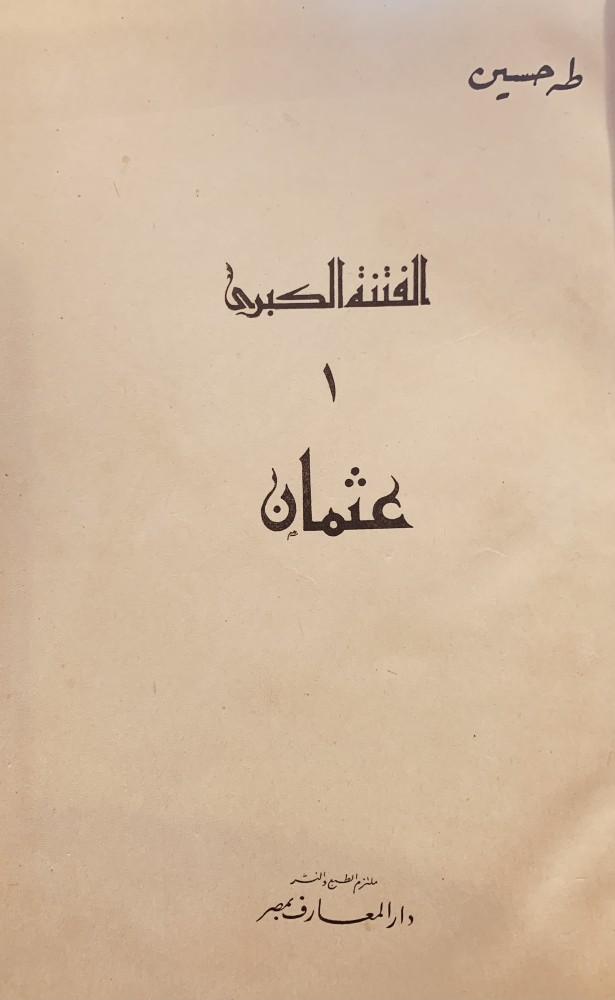 طه حسين
الفتنة الكبرى
١
عثمان
ملتزم الطبع والنشر
دار المعارف بمصر